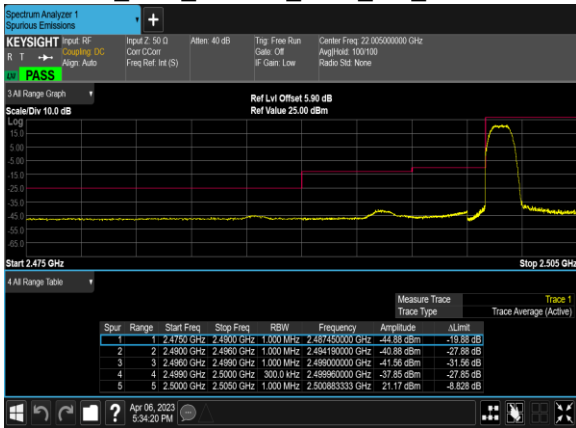 Spectrum Analyzer 1
Spurious Emissions
KEYSIGHT Input: RF Input Z: 50 Ω Atten: 40 dB Trig: Free Run Center Freq: 22.005000000 GHz
R T Coupling: DC Corr CCorr Gate: Off Avg|Hold: 100/100
Align: Auto Freq Ref: Int (S) IF Gain: Low Radio Std: None
PASS
3 All Range Graph
Ref Lvl Offset 5.90 dB
Scale/Div 10.0 dB Ref Value 25.00 dBm
Log
15.0
5.00
-5.00
-15.0
-25.0
-35.0
-45.0
-55.0
-65.0
Start 2.475 GHz Stop 2.505 GHz
4 All Range Table
Measure Trace Trace 1
Trace Type Trace Average (Active)
Spur Range Start Freq Stop Freq RBW Frequency Amplitude ΔLimit
1 1 2.4750 GHz 2.4900 GHz 1.000 MHz 2.487450000 GHz -44.88 dBm -19.88 dB
2 2 2.4900 GHz 2.4960 GHz 1.000 MHz 2.494190000 GHz -40.88 dBm -27.88 dB
3 3 2.4960 GHz 2.4990 GHz 1.000 MHz 2.499000000 GHz -41.56 dBm -31.56 dB
4 4 2.4990 GHz 2.5000 GHz 300.0 kHz 2.499960000 GHz -37.85 dBm -27.85 dB
5 5 2.5000 GHz 2.5050 GHz 1.000 MHz 2.500883333 GHz 21.17 dBm -8.828 dB
? Apr 06, 2023
5:34:20 PM